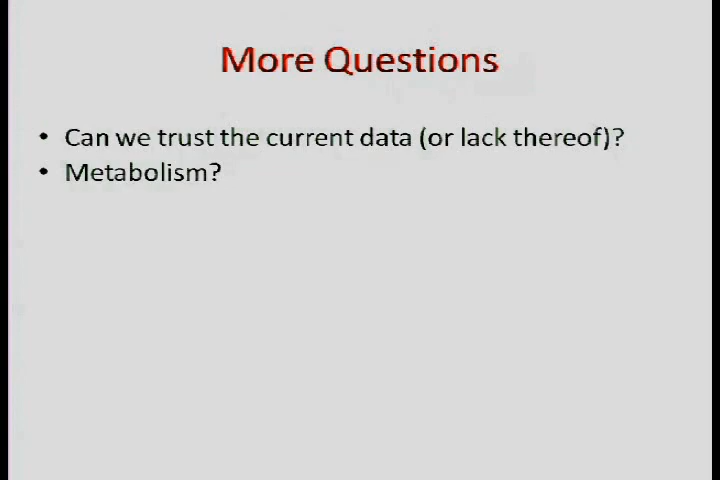 More Questions
• Can we trust the current data (or lack thereof)?
• Metabolism?